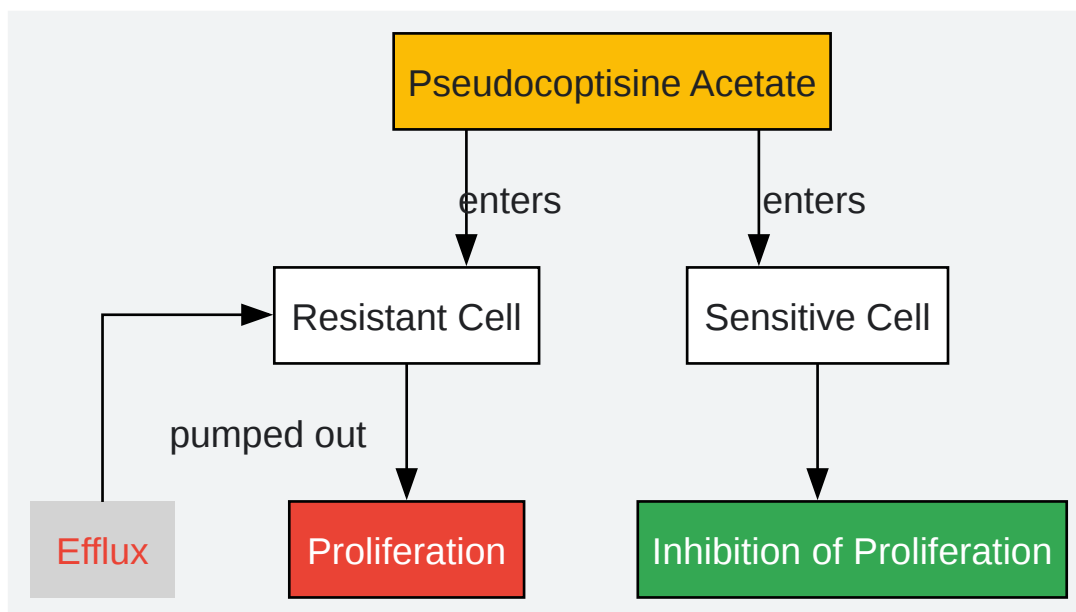 Pseudocoptisine Acetate
enters
enters
Resistant Cell
Sensitive Cell
pumped out
Efflux
Proliferation
Inhibition of Proliferation